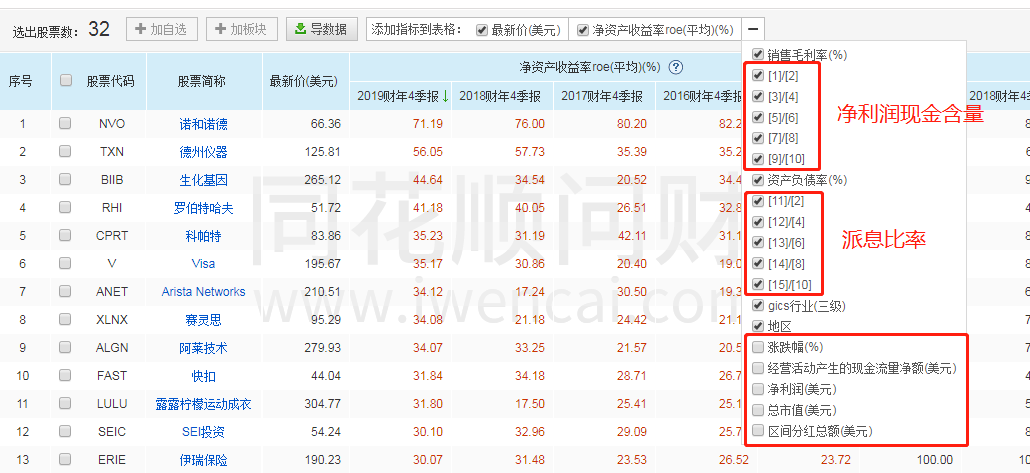 选出股票数： 32 加自选 加板块 导数据 添加指标到表格： 最新价(美元) 净资产收益率roe(平均)(%)
销售毛利率(%)
[1]/[2]
[3]/[4]
[5]/[6]
[7]/[8]
[9]/[10]
净利润现金含量
资产负债率(%)
[11]/[2]
[12]/[4]
[13]/[6]
[14]/[8]
[15]/[10]
派息比率
gics行业(三级)
地区
涨跌幅(%)
经营活动产生的现金流量净额(美元)
净利润(美元)
总市值(美元)
区间分红总额(美元)
序号 股票代码 股票简称 最新价(美元) 净资产收益率roe(平均)(%) ?
2019财年4季报↓ 2018财年4季报 2017财年4季报 2016财年4季报 2018财年4
1 NVO 诺和诺德 66.36 71.19 76.00 80.20 82.2
2 TXN 德州仪器 125.81 56.05 57.73 35.39 35.2
3 BIIB 生化基因 265.12 44.64 34.54 20.52 34.4
4 RHI 罗伯特哈夫 51.72 41.18 40.05 26.51 32.8
5 CPRT 科帕特 83.86 35.23 31.19 42.11 31.1
6 V Visa 195.67 35.17 30.86 20.40 19.0
7 ANET Arista Networks 210.51 34.12 17.24 30.50 19.3
8 XLNX 赛灵思 95.29 34.08 21.18 24.42 21.1
9 ALGN 阿莱技术 279.93 34.07 33.25 21.57 20.5
10 FAST 快扣 44.04 31.84 34.18 28.71 26.7
11 LULU 露露柠檬运动成衣 304.77 31.80 17.50 25.41 25.1
12 SEIC SEI投资 54.24 30.10 32.96 29.09 25.7
13 ERIE 伊瑞保险 190.23 30.07 31.48 23.53 26.52 23.72 100.00 10
同花顺问财
www.iwencai.com